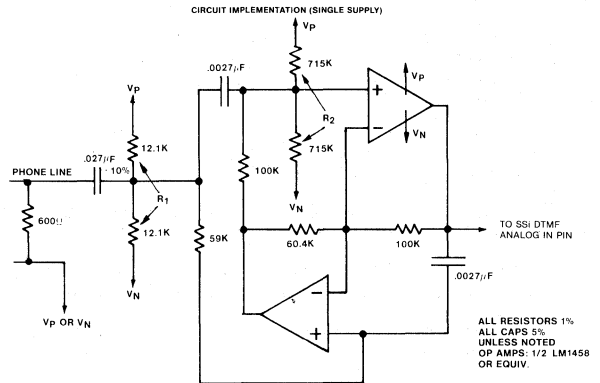 CIRCUIT IMPLEMENTATION (SINGLE SUPPLY)
VP
715K
.0027µF
VP
+
R2
−
VN
VP
715K
.027µF
10%
12.1K
PHONE LINE
100K
R1
VN
600Ω
12.1K
59K
60.4K
100K
TO SSi DTMF
ANALOG IN PIN
.0027µF
VN
−
+
VP OR VN
ALL RESISTORS 1%
ALL CAPS 5%
UNLESS NOTED
OP AMPS: 1/2 LM1458
OR EQUIV.